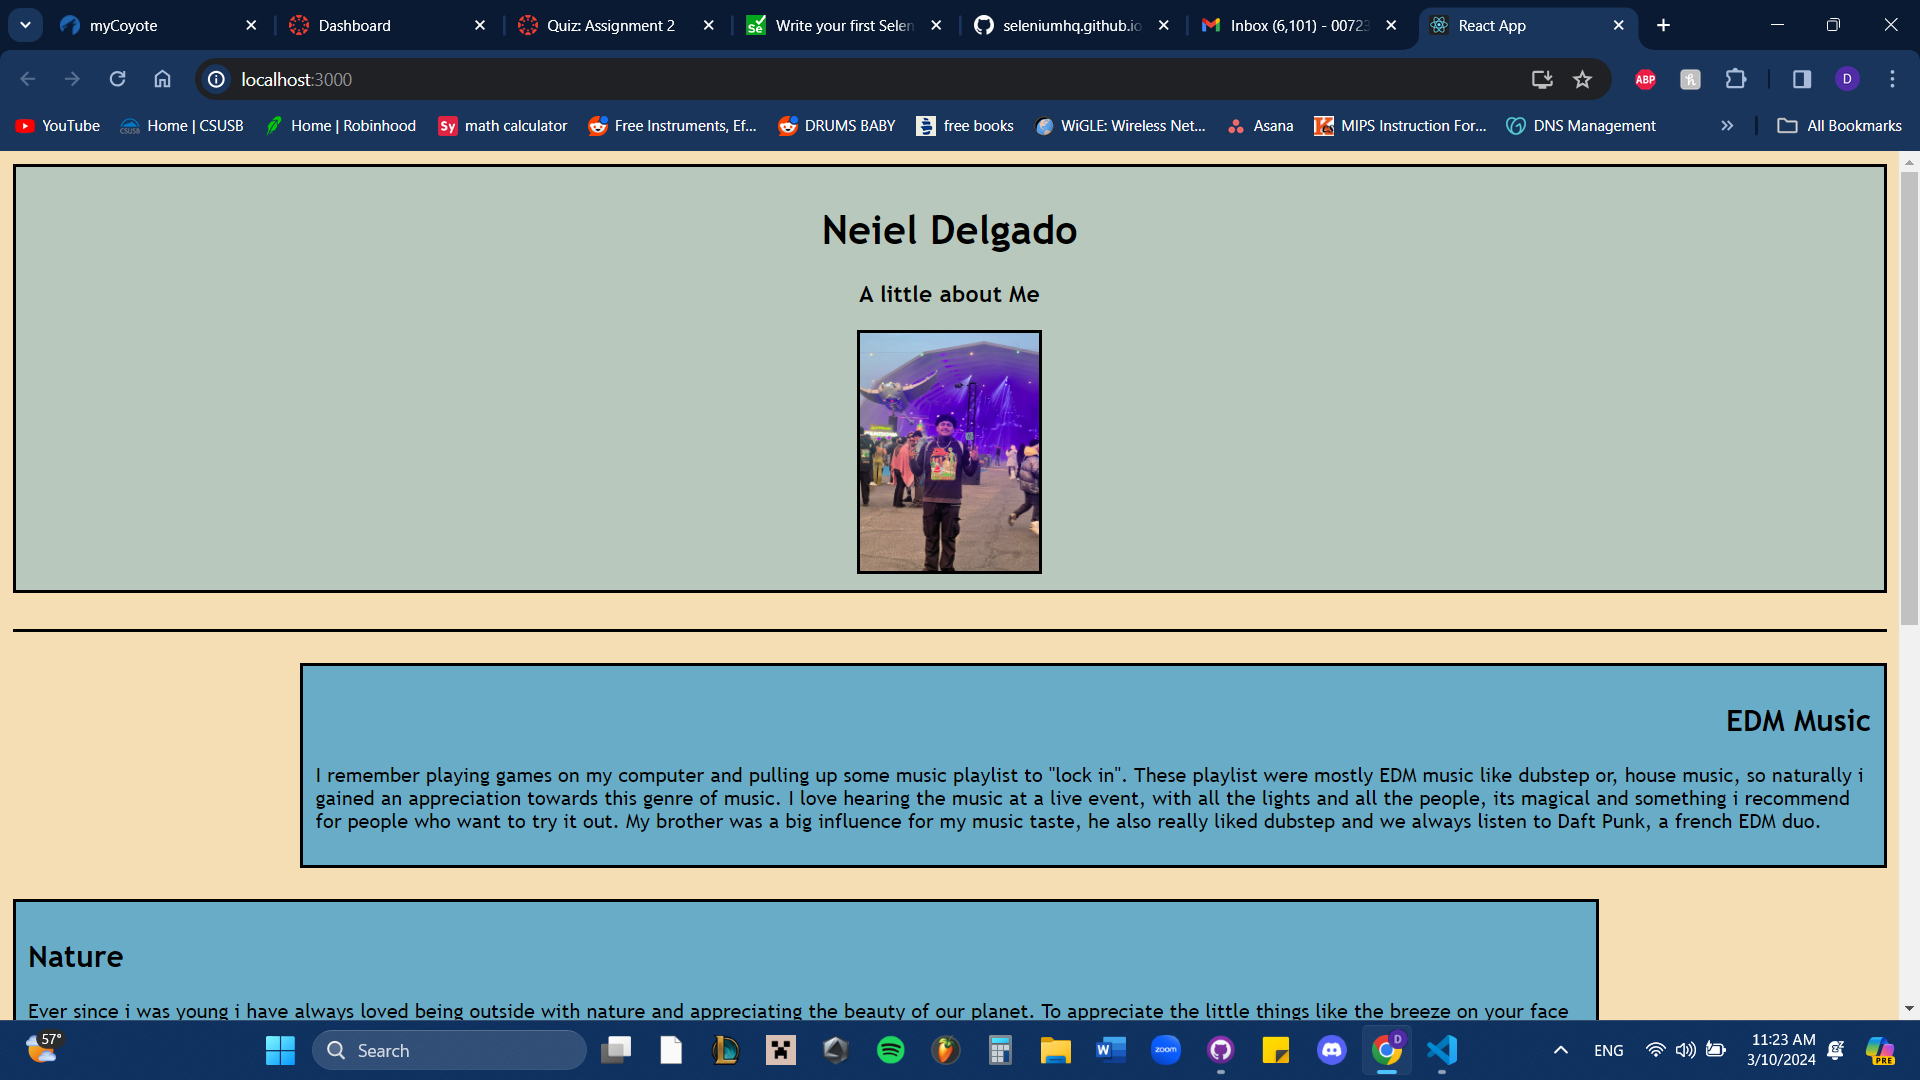 myCoyote
Dashboard
Quiz: Assignment 2
Write your first Selen
seleniumhq.github.io
Inbox (6,101) - 00723
React App
localhost:3000
ABP
D
YouTube
Home | CSUSB
Home | Robinhood
Sy math calculator
Free Instruments, Ef...
DRUMS BABY
free books
WiGLE: Wireless Net...
Asana
MIPS Instruction For...
DNS Management
All Bookmarks
Neiel Delgado
A little about Me
EDM Music
I remember playing games on my computer and pulling up some music playlist to "lock in". These playlist were mostly EDM music like dubstep or, house music, so naturally i
gained an appreciation towards this genre of music. I love hearing the music at a live event, with all the lights and all the people, its magical and something i recommend
for people who want to try it out. My brother was a big influence for my music taste, he also really liked dubstep and we always listen to Daft Punk, a french EDM duo.
Nature
Ever since i was young i have always loved being outside with nature and appreciating the beauty of our planet. To appreciate the little things like the breeze on your face
57°
Search
zoom
D
ENG
11:23 AM
3/10/2024
PRE